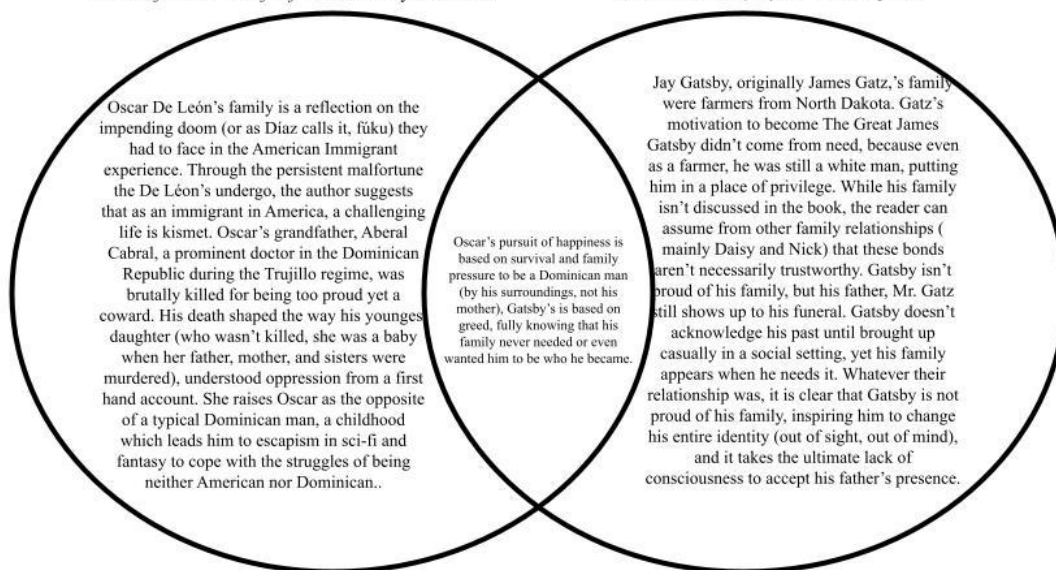 Oscar De León’s family is a reflection on the
impending doom (or as Díaz calls it, fúku) they
had to face in the American Immigrant
experience. Through the persistent malfortune
the De Léon’s undergo, the author suggests
that as an immigrant in America, a challenging
life is kismet. Oscar’s grandfather, Aberal
Cabral, a prominent doctor in the Dominican
Republic during the Trujillo regime, was
brutally killed for being too proud yet a
coward. His death shaped the way his younges
daughter (who wasn’t killed, she was a baby
when her father, mother, and sisters were
murdered), understood oppression from a first
hand account. She raises Oscar as the opposite
of a typical Dominican man, a childhood
which leads him to escapism in sci-fi and
fantasy to cope with the struggles of being
neither American nor Dominican..
Oscar’s pursuit of happiness is
based on survival and family
pressure to be a Dominican man
(by his surroundings, not his
mother), Gatsby’s is based on
greed, fully knowing that his
family never needed or even
wanted him to be who he became.
Jay Gatsby, originally James Gatz,’s family
were farmers from North Dakota. Gatz’s
motivation to become The Great James
Gatsby didn’t come from need, because even
as a farmer, he was still a white man, putting
him in a place of privilege. While his family
isn’t discussed in the book, the reader can
assume from other family relationships (
mainly Daisy and Nick) that these bonds
aren’t necessarily trustworthy. Gatsby isn’t
proud of his family, but his father, Mr. Gatz
still shows up to his funeral. Gatsby doesn’t
acknowledge his past until brought up
casually in a social setting, yet his family
appears when he needs it. Whatever their
relationship was, it is clear that Gatsby is not
proud of his family, inspiring him to change
his entire identity (out of sight, out of mind),
and it takes the ultimate lack of
consciousness to accept his father’s presence.